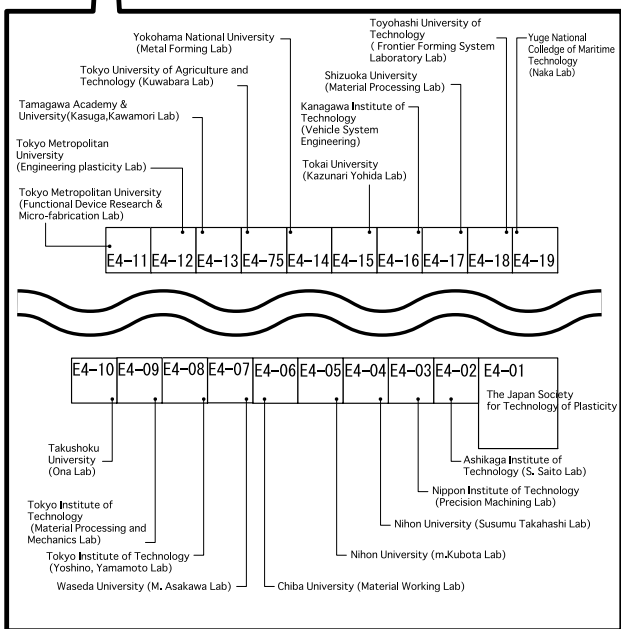 Yokohama National University
(Metal Forming Lab)
Tokyo University of Agriculture and
Technology (Kuwabara Lab)
Tamagawa Academy &
University(Kasuga,Kawamori Lab)
Tokyo Metropolitan
University
(Engineering plasticity Lab)
Tokyo Metropolitan University
(Functional Device Research &
Micro-fabrication Lab)
Toyohashi University of
Technology
( Frontier Forming System
Laboratory Lab)
Yuge National
Colledge of Maritime
Technology
(Naka Lab)
Shizuoka University
(Material Processing Lab)
Kanagawa Institute of
Technology
(Vehicle System
Engineering)
Tokai University
(Kazunari Yohida Lab)
E4-11 E4-12 E4-13 E4-75 E4-14 E4-15 E4-16 E4-17 E4-18 E4-19
E4-10 E4-09 E4-08 E4-07 E4-06 E4-05 E4-04 E4-03 E4-02 E4-01
The Japan Society
for Technology of Plasticity
Takushoku
University
(Ona Lab)
Tokyo Institute of
Technology
(Material Processing and
Mechanics Lab)
Tokyo Institute of Technology
(Yoshino, Yamamoto Lab)
Waseda University (M. Asakawa Lab)
Ashikaga Institute of
Technology (S. Saito Lab)
Nippon Institute of Technology
(Precision Machining Lab)
Nihon University (Susumu Takahashi Lab)
Nihon University (m.Kubota Lab)
Chiba University (Material Working Lab)